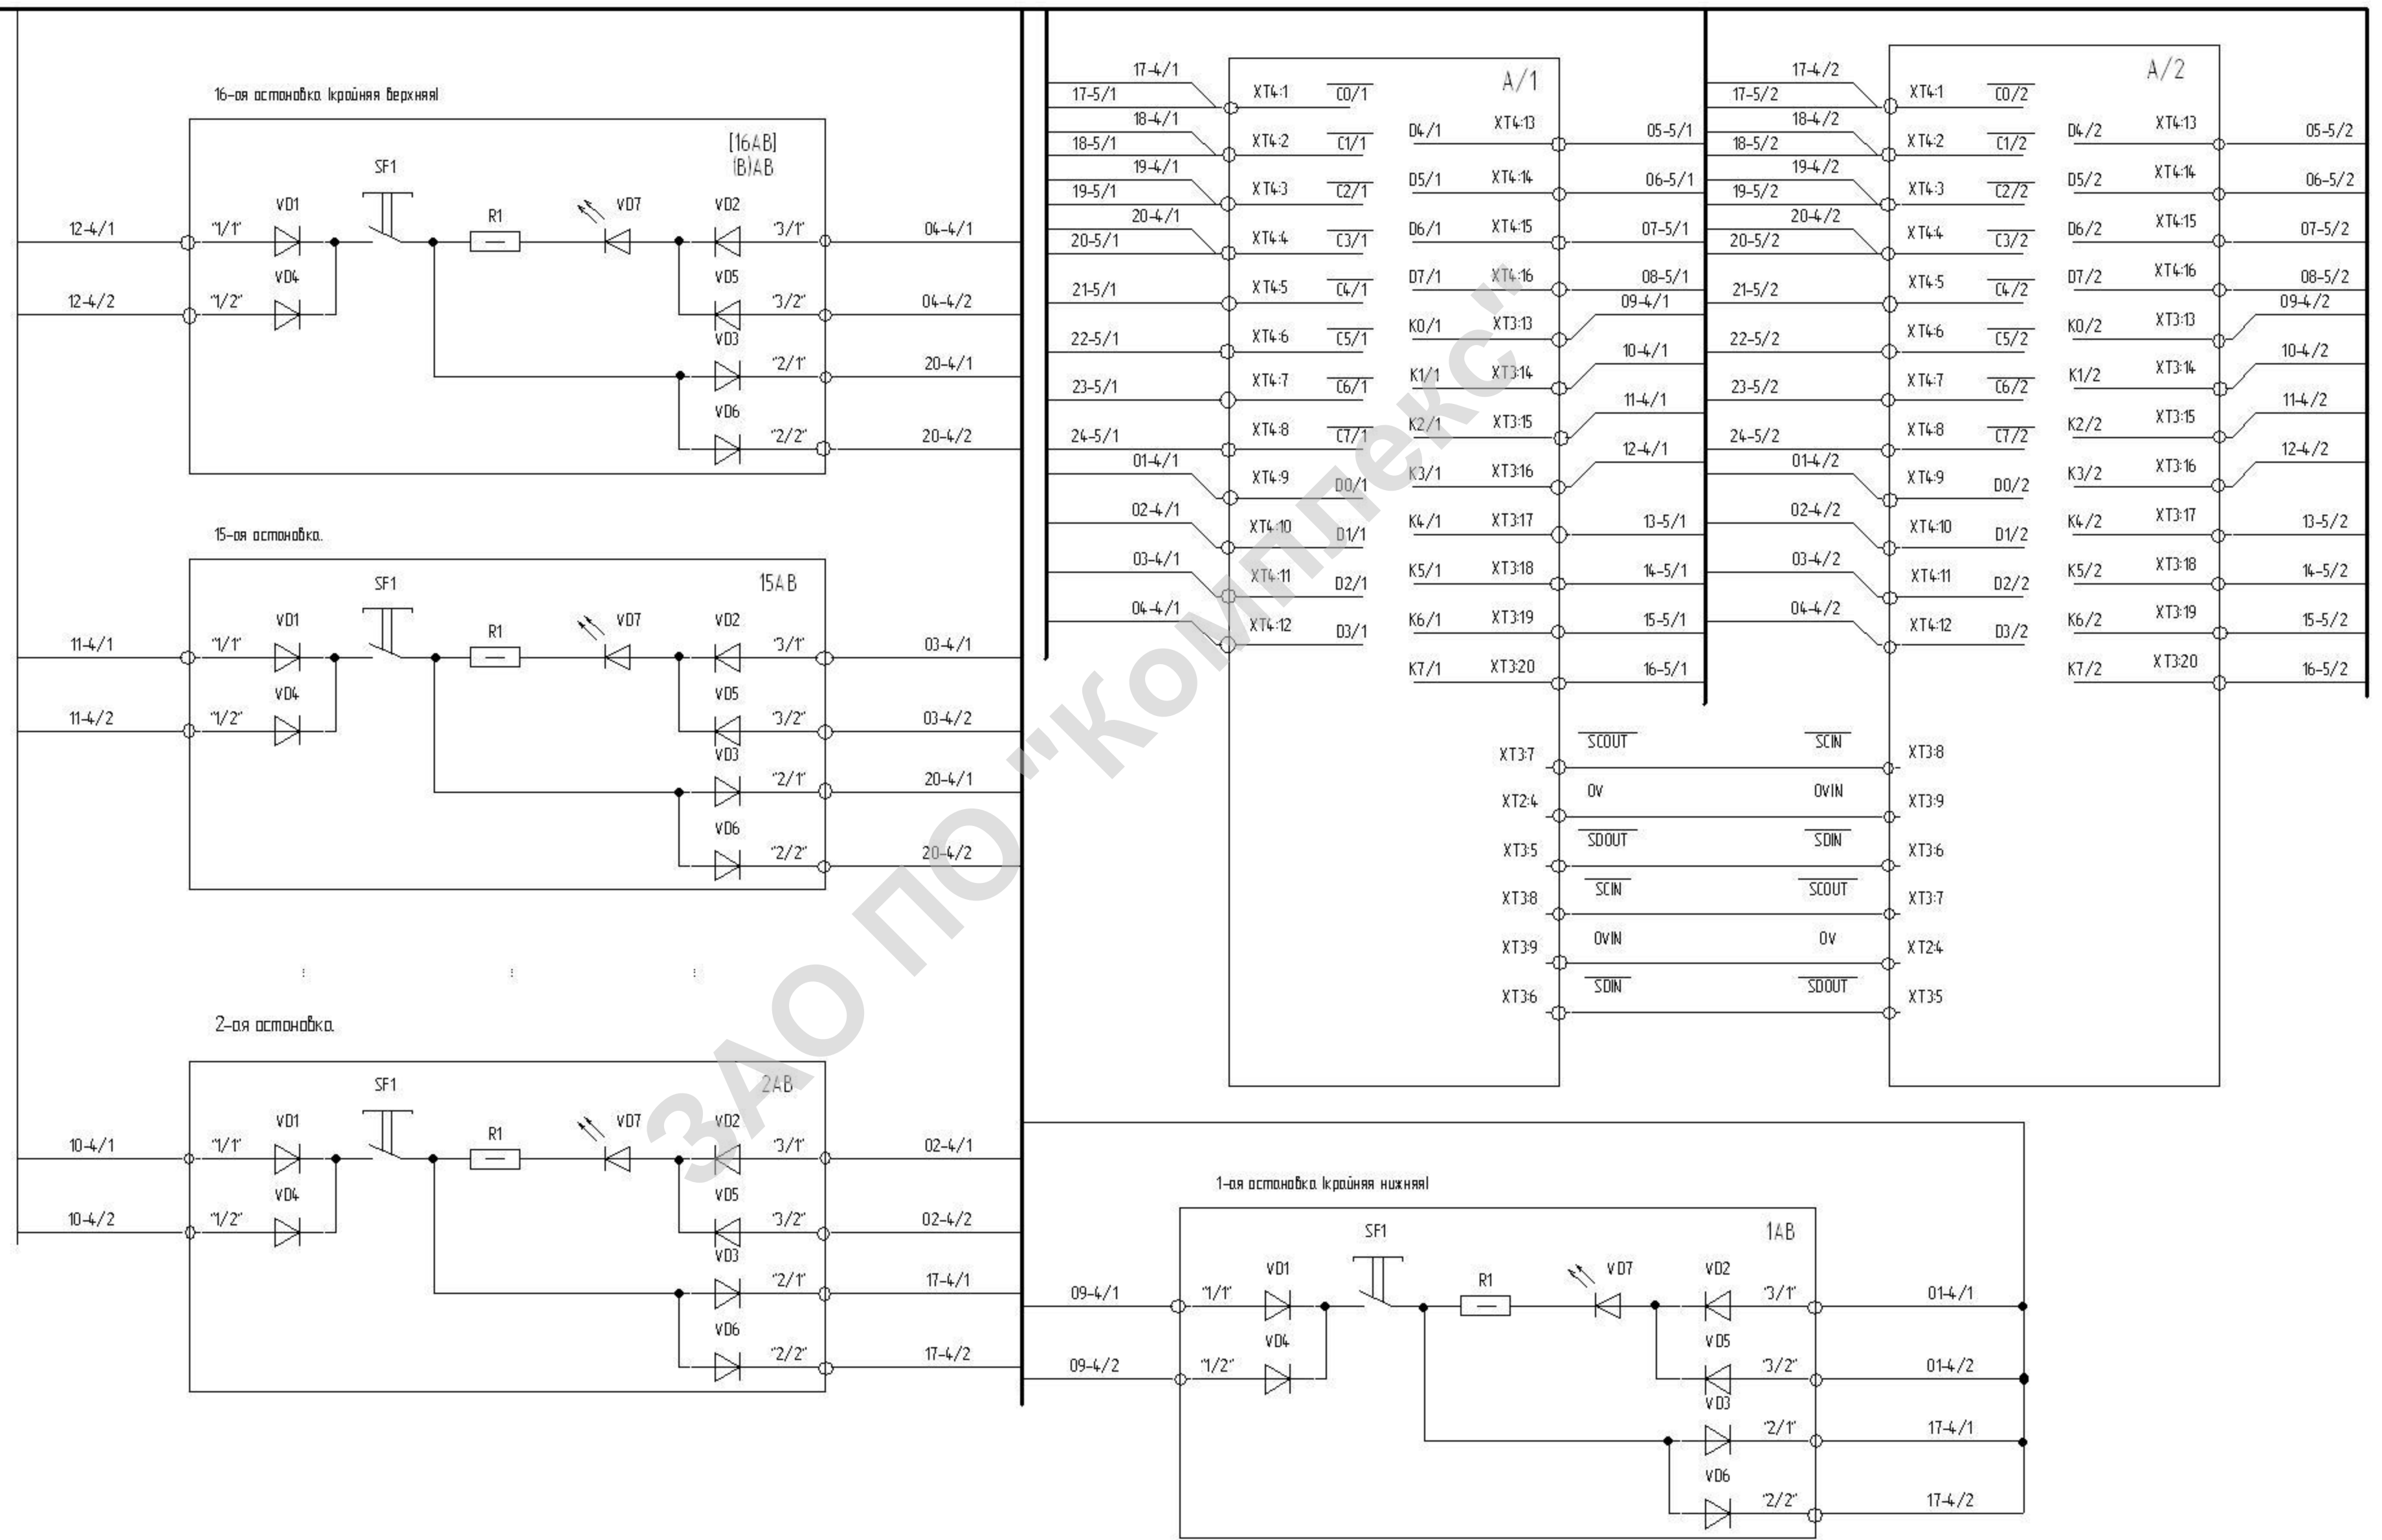 16-ая остановка (крайняя верхняя)
[16АВ]
(В)АВ
SF1
VD1
R1
VD7
VD2
12-4/1
"1/1"
"3/1"
04-4/1
VD4
VD5
12-4/2
"1/2"
"3/2"
04-4/2
VD3
"2/1"
20-4/1
VD6
"2/2"
20-4/2
15-ая остановка.
15АВ
SF1
VD1
R1
VD7
VD2
11-4/1
"1/1"
"3/1"
03-4/1
VD4
VD5
11-4/2
"1/2"
"3/2"
03-4/2
VD3
"2/1"
20-4/1
VD6
"2/2"
20-4/2
2-ая остановка.
2АВ
SF1
VD1
R1
VD7
VD2
10-4/1
"1/1"
"3/1"
02-4/1
VD4
VD5
10-4/2
"1/2"
"3/2"
02-4/2
VD3
"2/1"
17-4/1
VD6
"2/2"
17-4/2
А/1
17-4/1
17-5/1
XT4:1
C0/1
18-4/1
18-5/1
XT4:2
C1/1
19-4/1
19-5/1
XT4:3
C2/1
20-4/1
20-5/1
XT4:4
C3/1
21-5/1
XT4:5
C4/1
22-5/1
XT4:6
C5/1
23-5/1
XT4:7
C6/1
24-5/1
XT4:8
C7/1
01-4/1
XT4:9
D0/1
02-4/1
XT4:10
D1/1
03-4/1
XT4:11
D2/1
04-4/1
XT4:12
D3/1
D4/1
XT4:13
05-5/1
D5/1
XT4:14
06-5/1
D6/1
XT4:15
07-5/1
D7/1
XT4:16
08-5/1
K0/1
XT3:13
09-4/1
K1/1
XT3:14
10-4/1
K2/1
XT3:15
11-4/1
K3/1
XT3:16
12-4/1
K4/1
XT3:17
13-5/1
K5/1
XT3:18
14-5/1
K6/1
XT3:19
15-5/1
K7/1
XT3:20
16-5/1
А/2
17-4/2
17-5/2
XT4:1
C0/2
18-4/2
18-5/2
XT4:2
C1/2
19-4/2
19-5/2
XT4:3
C2/2
20-4/2
20-5/2
XT4:4
C3/2
21-5/2
XT4:5
C4/2
22-5/2
XT4:6
C5/2
23-5/2
XT4:7
C6/2
24-5/2
XT4:8
C7/2
01-4/2
XT4:9
D0/2
02-4/2
XT4:10
D1/2
03-4/2
XT4:11
D2/2
04-4/2
XT4:12
D3/2
D4/2
XT4:13
05-5/2
D5/2
XT4:14
06-5/2
D6/2
XT4:15
07-5/2
D7/2
XT4:16
08-5/2
K0/2
XT3:13
09-4/2
K1/2
XT3:14
10-4/2
K2/2
XT3:15
11-4/2
K3/2
XT3:16
12-4/2
K4/2
XT3:17
13-5/2
K5/2
XT3:18
14-5/2
K6/2
XT3:19
15-5/2
K7/2
XT3:20
16-5/2
XT3:7 SCOUT SCIN XT3:8
XT2:4 0V 0VIN XT3:9
XT3:5 SDOUT SDIN XT3:6
XT3:8 SCIN SCOUT XT3:7
XT3:9 0VIN 0V XT2:4
XT3:6 SDIN SDOUT XT3:5
1-ая остановка (крайняя нижняя)
1АВ
SF1
VD1
R1
VD7
VD2
09-4/1
"1/1"
"3/1"
01-4/1
VD4
VD5
09-4/2
"1/2"
"3/2"
01-4/2
VD3
"2/1"
17-4/1
VD6
"2/2"
17-4/2
ЗАО ПО "Комплекс"